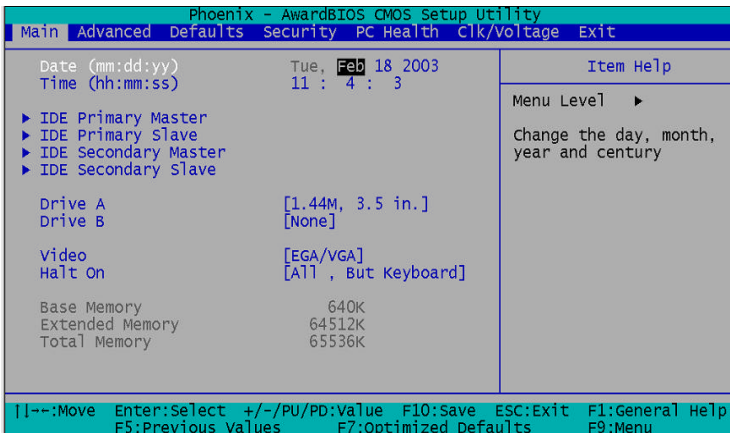 Phoenix - AwardBIOS CMOS Setup Utility
Main Advanced Defaults Security PC Health Clk/Voltage Exit
Date (mm:dd:yy) Tue, Feb 18 2003
Time (hh:mm:ss) 11 : 4 : 3
▶ IDE Primary Master
▶ IDE Primary Slave
▶ IDE Secondary Master
▶ IDE Secondary Slave
Drive A [1.44M, 3.5 in.]
Drive B [None]
Video [EGA/VGA]
Halt On [All , But Keyboard]
Base Memory 640K
Extended Memory 64512K
Total Memory 65536K
Item Help
Menu Level ▶
Change the day, month,
year and century
↑↓→←:Move Enter:Select +/-/PU/PD:Value F10:Save ESC:Exit F1:General Help
F5:Previous Values F7:Optimized Defaults F9:Menu